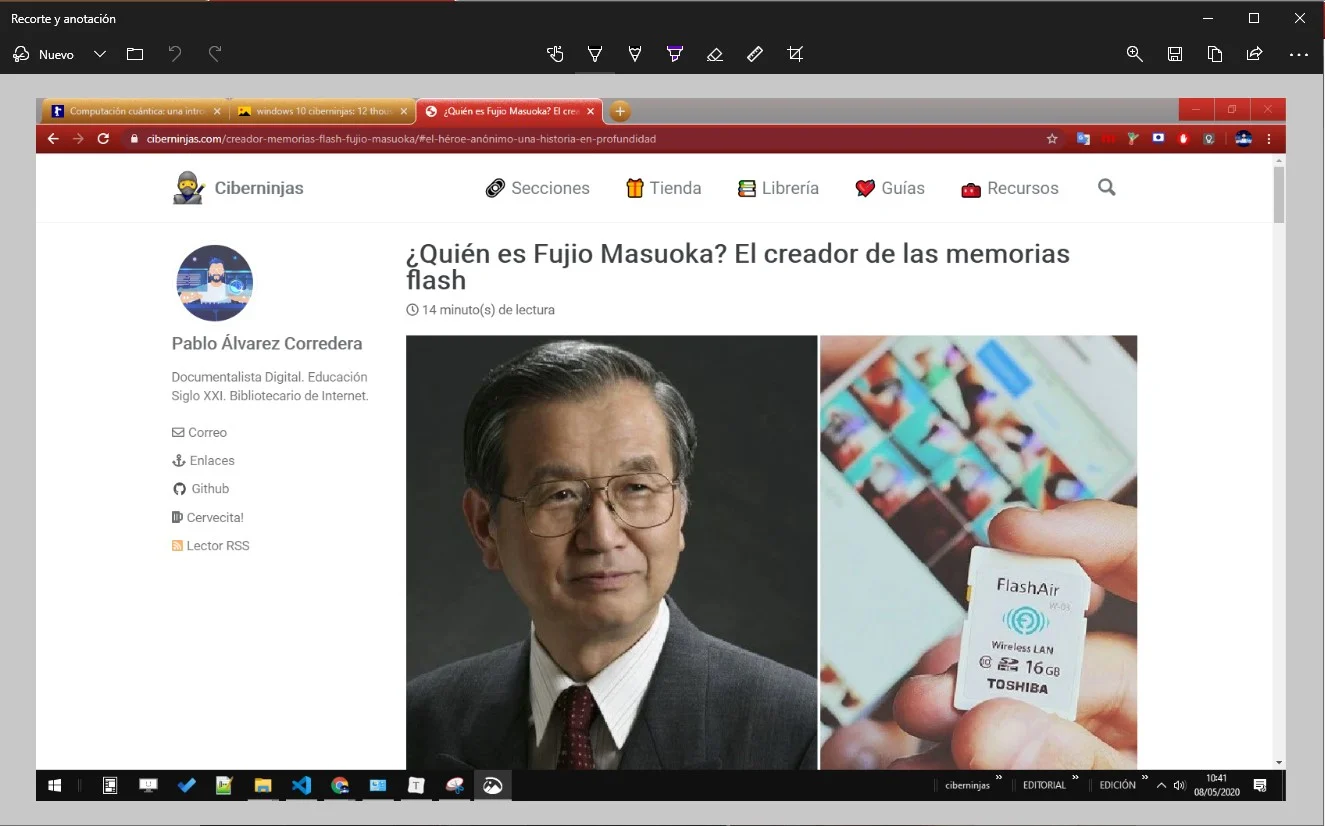 Recorte y anotación
Nuevo
Computación cuántica: una intro
windows 10 ciberninjas: 12 thou
¿Quién es Fujio Masuoka? El crea
ciberninjas.com/creador-memorias-flash-fujio-masuoka/#el-héroe-anónimo-una-historia-en-profundidad
Ciberninjas
Secciones
Tienda
Librería
Guías
Recursos
¿Quién es Fujio Masuoka? El creador de las memorias
flash
14 minuto(s) de lectura
Pablo Álvarez Corredera
Documentalista Digital. Educación
Siglo XXI. Bibliotecario de Internet.
Correo
Enlaces
Github
Cervecita!
Lector RSS
FlashAir
W-03
Wireless LAN
16GB
TOSHIBA
ciberninjas
EDITORIAL
EDICIÓN
10:41
08/05/2020